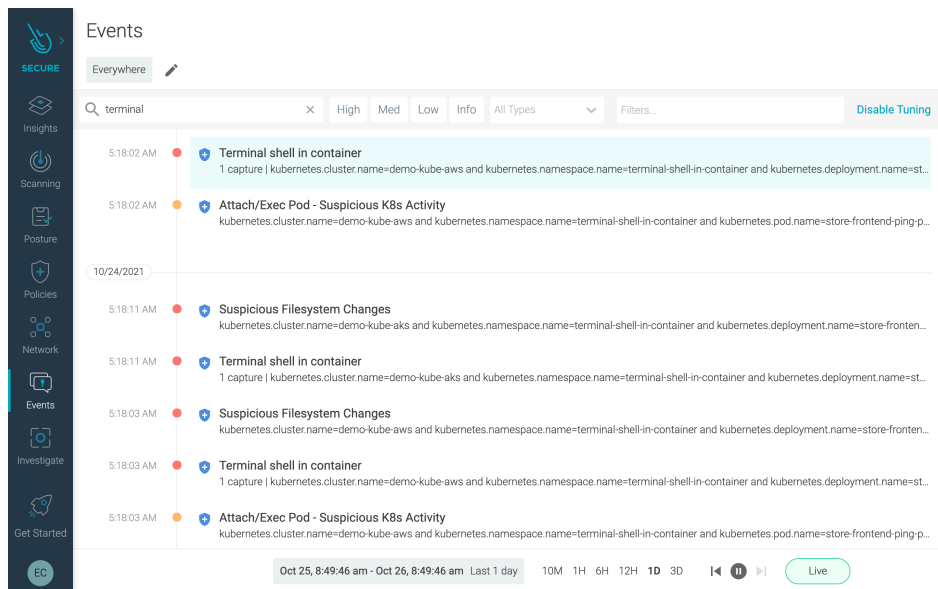 Events
SECURE
Everywhere
Insights
terminal
High
Med
Low
Info
All Types
Filters...
Disable Tuning
Scanning
5:18:02 AM
Terminal shell in container
1 capture | kubernetes.cluster.name=demo-kube-aws and kubernetes.namespace.name=terminal-shell-in-container and kubernetes.deployment.name=st...
5:18:02 AM
Attach/Exec Pod - Suspicious K8s Activity
kubernetes.cluster.name=demo-kube-aws and kubernetes.namespace.name=terminal-shell-in-container and kubernetes.pod.name=store-frontend-ping-p...
Posture
10/24/2021
Policies
5:18:11 AM
Suspicious Filesystem Changes
kubernetes.cluster.name=demo-kube-aks and kubernetes.namespace.name=terminal-shell-in-container and kubernetes.deployment.name=store-fronten...
Network
5:18:11 AM
Terminal shell in container
1 capture | kubernetes.cluster.name=demo-kube-aks and kubernetes.namespace.name=terminal-shell-in-container and kubernetes.deployment.name=st...
Events
5:18:03 AM
Suspicious Filesystem Changes
kubernetes.cluster.name=demo-kube-aws and kubernetes.namespace.name=terminal-shell-in-container and kubernetes.deployment.name=store-fronten...
Investigate
5:18:03 AM
Terminal shell in container
1 capture | kubernetes.cluster.name=demo-kube-aws and kubernetes.namespace.name=terminal-shell-in-container and kubernetes.deployment.name=st...
Get Started
5:18:03 AM
Attach/Exec Pod - Suspicious K8s Activity
kubernetes.cluster.name=demo-kube-aws and kubernetes.namespace.name=terminal-shell-in-container and kubernetes.pod.name=store-frontend-ping-p...
EC
Oct 25, 8:49:46 am - Oct 26, 8:49:46 am Last 1 day
10M 1H 6H 12H 1D 3D
Live